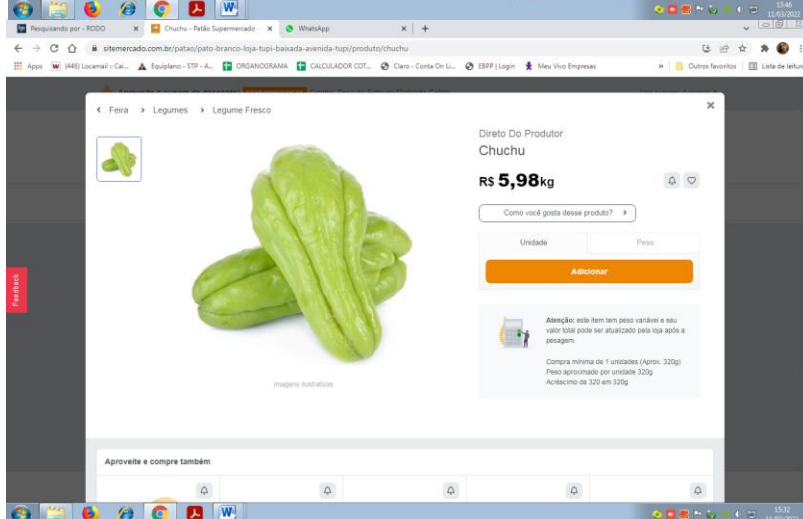 15:46
11/03/2022
Pesquisando por - RODO
Chuchu - Patão Supermercado -
WhatsApp
sitemercado.com.br/patao/pato-branco-loja-tupi-baixada-avenida-tupi/produto/chuchu
Apps
(446) Locamail :: Cai...
Equiplano - STP - A...
ORGANOGRAMA
CALCULADOR COT...
Claro - Conta On Li...
EBPP | Login
Meu Vivo Empresas
»
Outros favoritos
Lista de leitura
Feira > Legumes > Legume Fresco
Direto Do Produtor
Chuchu
R$ 5,98kg
Como você gosta desse produto? >
Unidade Peso
Adicionar
Feedback
Atenção: este item tem peso variável e seu
valor total pode ser atualizado pela loja após a
pesagem.
Compra mínima de 1 unidades (Aprox. 320g)
Peso aproximado por unidade 320g
Acréscimo de 320 em 320g
Imagens ilustrativas
Aproveite e compre também
15:32